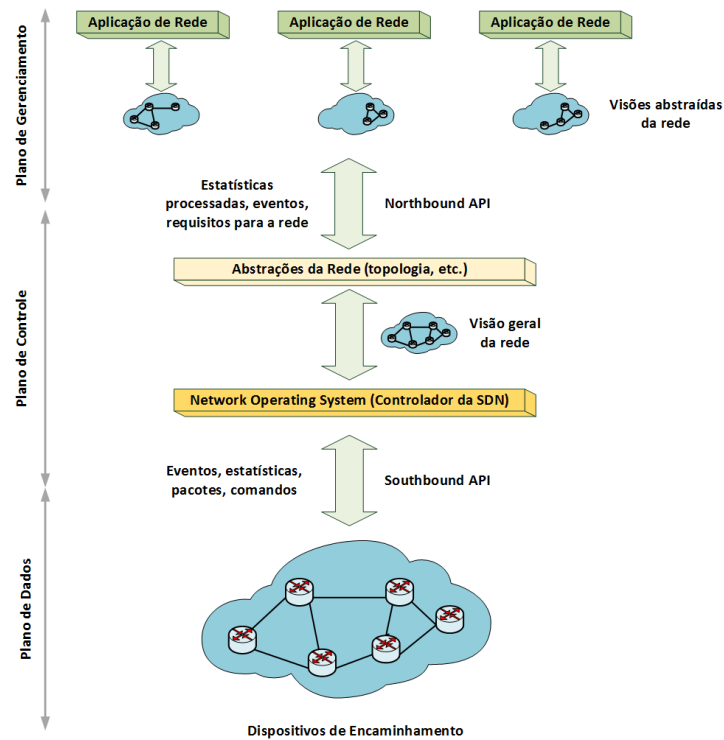 Aplicação de Rede
Aplicação de Rede
Aplicação de Rede
Plano de Gerenciamento
Visões abstraídas
da rede
Estatísticas
processadas, eventos,
requisitos para a rede
Northbound API
Abstrações da Rede (topologia, etc.)
Plano de Controle
Visão geral
da rede
Network Operating System (Controlador da SDN)
Eventos, estatísticas,
pacotes, comandos
Southbound API
Plano de Dados
Dispositivos de Encaminhamento